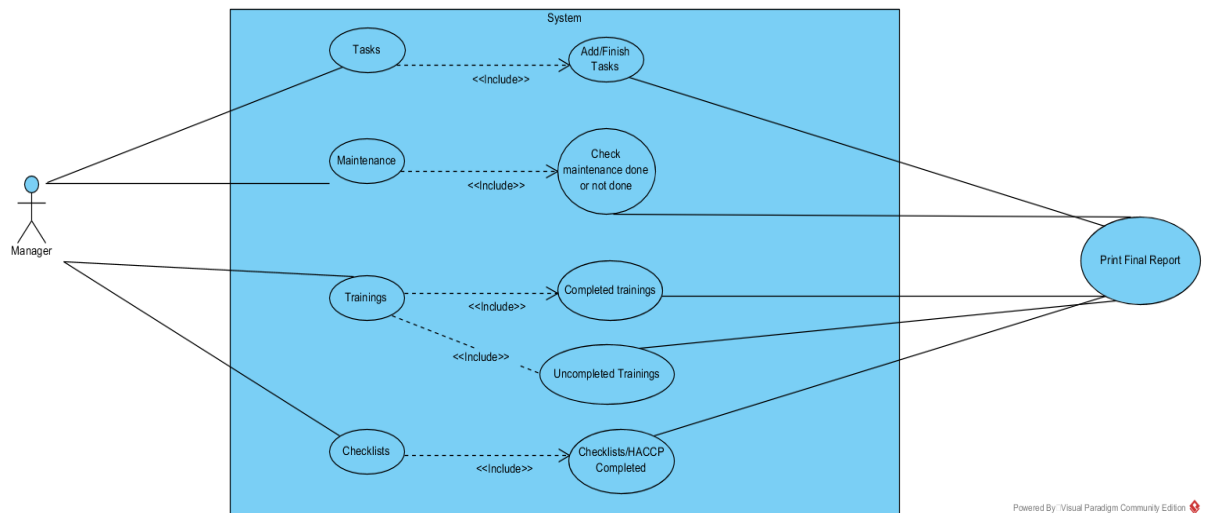 System
Tasks
Add/Finish
Tasks
<<Include>>
Maintenance
Check
maintenance done
or not done
<<Include>>
Manager
Print Final Report
Trainings
Completed trainings
<<Include>>
<<Include>>
Uncompleted Trainings
Checklists
Checklists/HACCP
Completed
<<Include>>
Powered By Visual Paradigm Community Edition